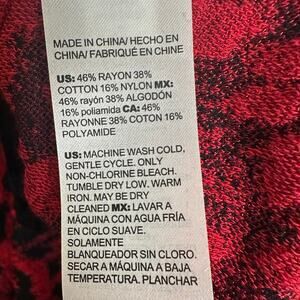 MADE IN CHINA/ HECHO EN
CHINA/ FABRIQUÉ EN CHINE
US: 46% RAYON 38%
COTTON 16% NYLON MX:
46% rayón 38% ALGODÓN
16% poliamida CA: 46%
RAYONNE 38% COTON 16%
POLYAMIDE
US: MACHINE WASH COLD,
GENTLE CYCLE. ONLY
NON-CHLORINE BLEACH.
TUMBLE DRY LOW. WARM
IRON. MAY BE DRY
CLEANED MX: LAVAR A
MÁQUINA CON AGUA FRÍA
EN CICLO SUAVE.
SOLAMENTE
BLANQUEADOR SIN CLORO.
SECAR A MÁQUINA A BAJA
TEMPERATURA. PLANCHAR